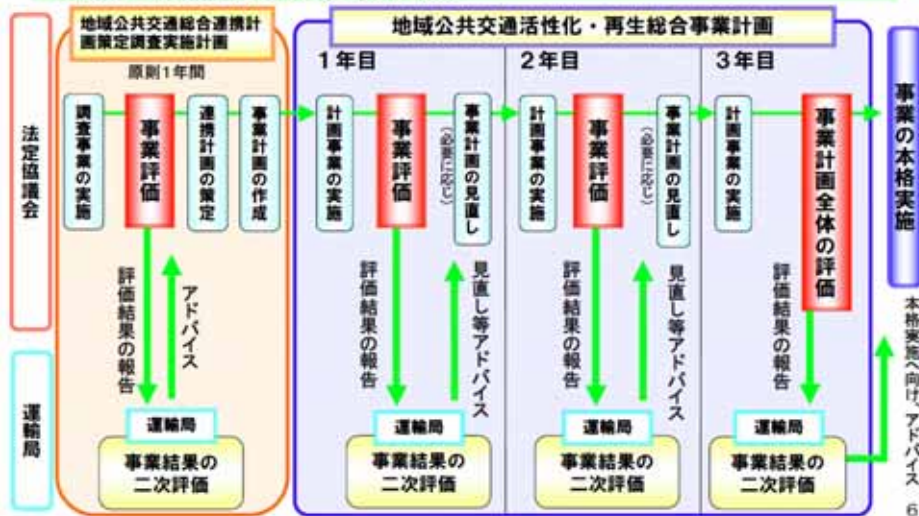 地域公共交通総合連携計
画策定調査実施計画
原則1年間
地域公共交通活性化・再生総合事業計画
1年目
2年目
3年目
法定協議会
運輸局
調査事業の実施
事業評価
連携計画の策定
事業計画の作成
計画事業の実施
事業評価
事業計画の見直し
（必要に応じ）
計画事業の実施
事業評価
事業計画の見直し
（必要に応じ）
計画事業の実施
事業計画全体の評価
事業の本格実施
評価結果の報告
アドバイス
評価結果の報告
見直し等アドバイス
評価結果の報告
見直し等アドバイス
評価結果の報告
本格実施へ向け、アドバイス
運輸局
事業結果の
二次評価
運輸局
事業結果の
二次評価
運輸局
事業結果の
二次評価
運輸局
事業結果の
二次評価
6